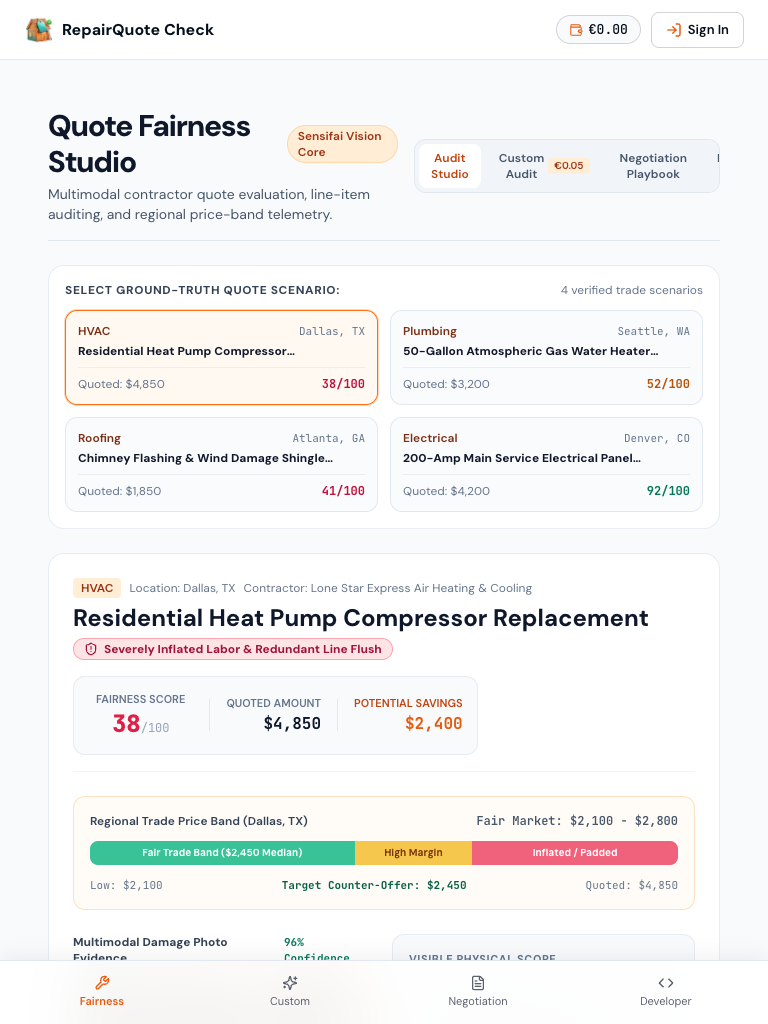 RepairQuote Check
€0.00
Sign In
Quote Fairness
Studio
Sensifai Vision
Core
Multimodal contractor quote evaluation, line-item
auditing, and regional price-band telemetry.
Audit
Studio
Custom
Audit
€0.05
Negotiation
Playbook
SELECT GROUND-TRUTH QUOTE SCENARIO:
4 verified trade scenarios
HVAC
Dallas, TX
Residential Heat Pump Compressor…
Quoted: $4,850
38/100
Plumbing
Seattle, WA
50-Gallon Atmospheric Gas Water Heater…
Quoted: $3,200
52/100
Roofing
Atlanta, GA
Chimney Flashing & Wind Damage Shingle…
Quoted: $1,850
41/100
Electrical
Denver, CO
200-Amp Main Service Electrical Panel…
Quoted: $4,200
92/100
HVAC Location: Dallas, TX Contractor: Lone Star Express Air Heating & Cooling
Residential Heat Pump Compressor Replacement
Severely Inflated Labor & Redundant Line Flush
FAIRNESS SCORE
38/100
QUOTED AMOUNT
$4,850
POTENTIAL SAVINGS
$2,400
Regional Trade Price Band (Dallas, TX)
Fair Market: $2,100 - $2,800
Fair Trade Band ($2,450 Median)
High Margin
Inflated / Padded
Low: $2,100
Target Counter-Offer: $2,450
Quoted: $4,850
Multimodal Damage Photo
Evidence
96%
Confidence
VISIBLE PHYSICAL SCOPE
Fairness
Custom
Negotiation
Developer